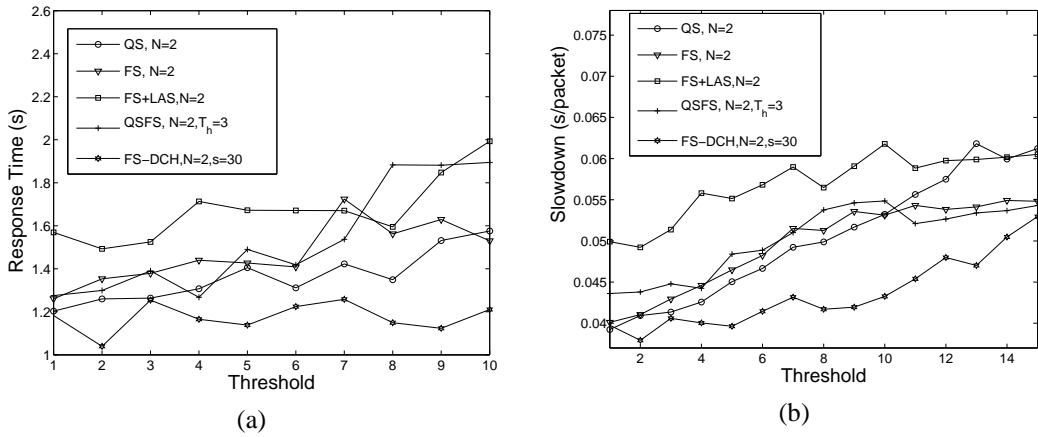 2.6
2.4
2.2
2
1.8
1.6
1.4
1.2
1
Response Time (s)
QS, N=2
FS, N=2
FS+LAS,N=2
QSFS, N=2,Th=3
FS−DCH,N=2,s=30
1 2 3 4 5 6 7 8 9 10
Threshold
(a)
0.075
0.07
0.065
0.06
0.055
0.05
0.045
0.04
Slowdown (s/packet)
QS, N=2
FS, N=2
FS+LAS,N=2
QSFS, N=2,Th=3
FS−DCH,N=2,s=30
2 4 6 8 10 12 14
Threshold
(b)